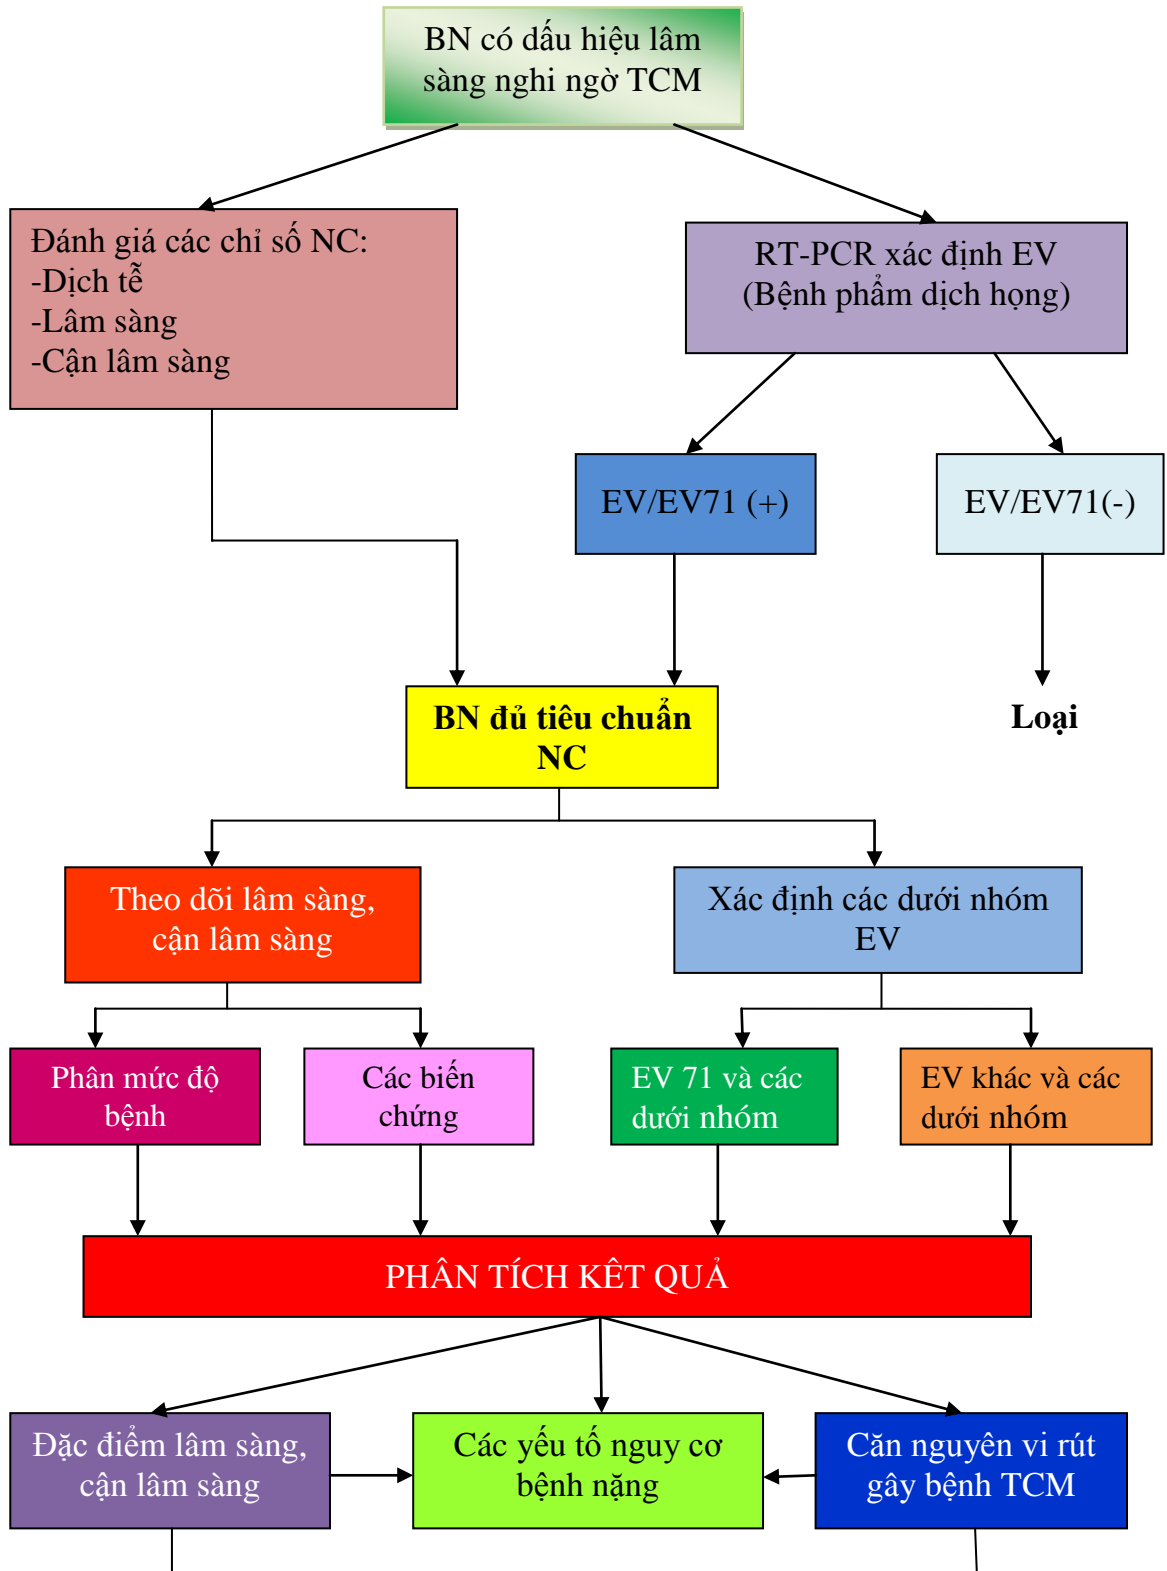 BN có dấu hiệu lâm
sàng nghi ngờ TCM
Đánh giá các chỉ số NC:
-Dịch tễ
-Lâm sàng
-Cận lâm sàng
RT-PCR xác định EV
(Bệnh phẩm dịch họng)
EV/EV71 (+)
EV/EV71(-)
BN đủ tiêu chuẩn
NC
Loại
Theo dõi lâm sàng,
cận lâm sàng
Xác định các dưới nhóm
EV
Phân mức độ
bệnh
Các biến
chứng
EV 71 và các
dưới nhóm
EV khác và các
dưới nhóm
PHÂN TÍCH KÊT QUẢ
Đặc điểm lâm sàng,
cận lâm sàng
Các yếu tố nguy cơ
bệnh nặng
Căn nguyên vi rút
gây bệnh TCM